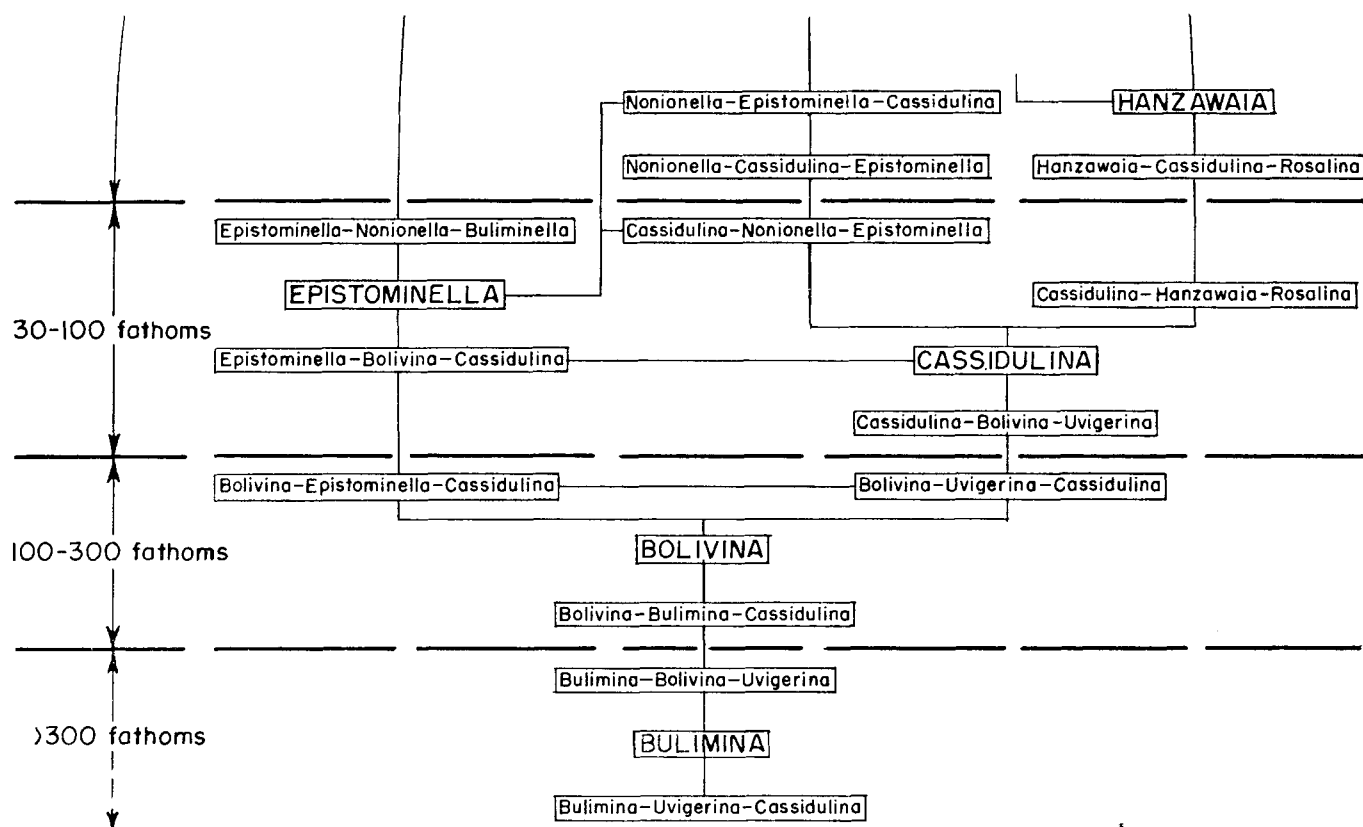 Nonionella-Epistominella-Cassidulina
HANZAWAIA
Nonionella-Cassidulina-Epistominella
Hanzawaia-Cassidulina-Rosalina
Epistominella-Nonionella-Buliminella
Cassidulina-Nonionella-Epistominella
EPISTOMINELLA
Cassidulina-Hanzawaia-Rosalina
30-100 fathoms
Epistominella-Bolivina-Cassidulina
CASSIDULINA
Cassidulina-Bolivina-Uvigerina
Bolivina-Epistominella-Cassidulina
Bolivina-Uvigerina-Cassidulina
100-300 fathoms
BOLIVINA
Bolivina-Bulimina-Cassidulina
Bulimina-Bolivina-Uvigerina
>300 fathoms
BULIMINA
Bulimina-Uvigerina-Cassidulina